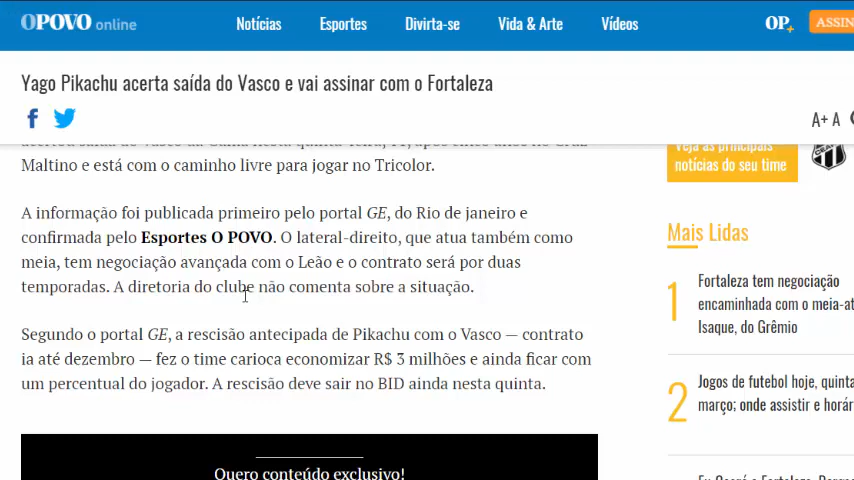 OPOVO online
Notícias
Esportes
Divirta-se
Vida & Arte
Vídeos
OP+
ASSIN
Yago Pikachu acerta saída do Vasco e vai assinar com o Fortaleza
f
A+ A
Maltino e está com o caminho livre para jogar no Tricolor.
A informação foi publicada primeiro pelo portal GE, do Rio de janeiro e
confirmada pelo Esportes O POVO. O lateral-direito, que atua também como
meia, tem negociação avançada com o Leão e o contrato será por duas
temporadas. A diretoria do clube não comenta sobre a situação.
Segundo o portal GE, a rescisão antecipada de Pikachu com o Vasco — contrato
ia até dezembro — fez o time carioca economizar R$ 3 milhões e ainda ficar com
um percentual do jogador. A rescisão deve sair no BID ainda nesta quinta.
Quero conteúdo exclusivo!
Veja as principais
notícias do seu time
Mais Lidas
1
Fortaleza tem negociação
encaminhada com o meia-at
Isaque, do Grêmio
2
Jogos de futebol hoje, quinta
março; onde assistir e horár